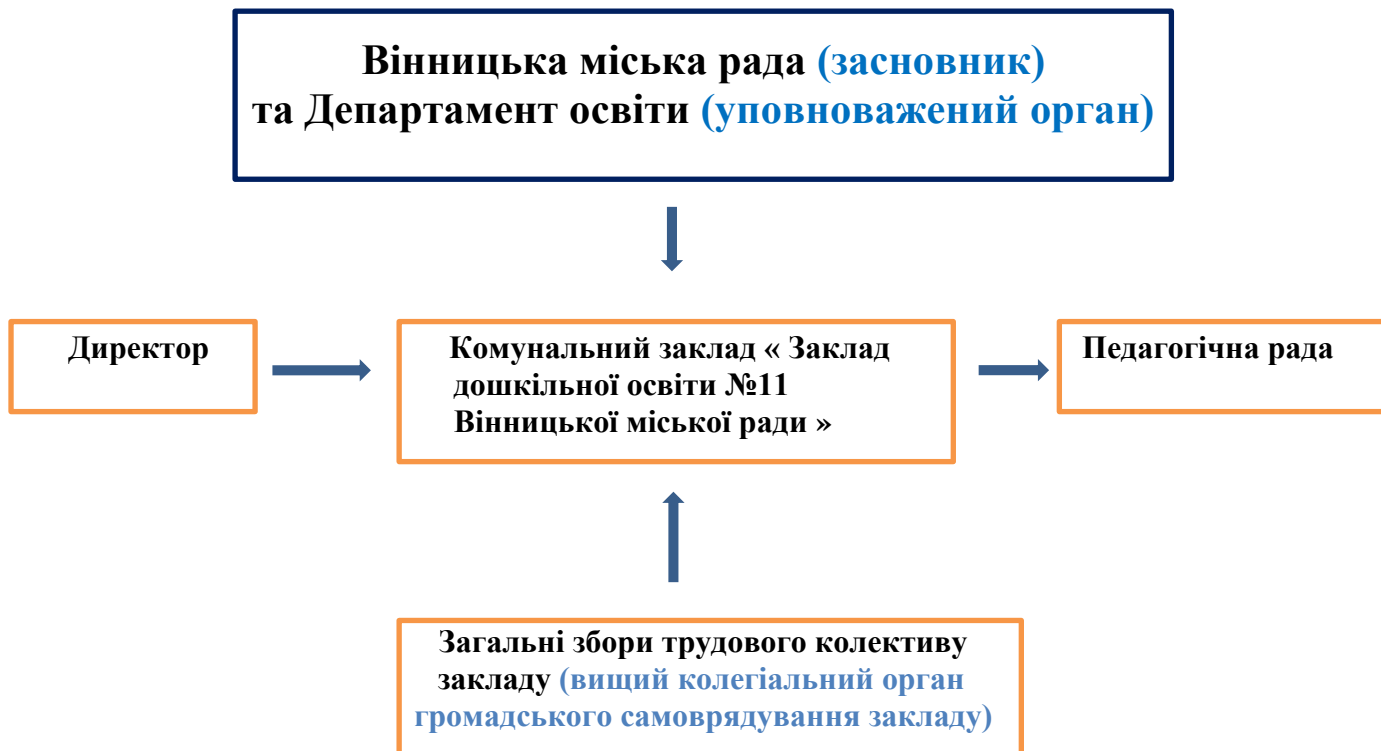 Вінницька міська рада (засновник)
та Департамент освіти (уповноважений орган)
Директор
Комунальний заклад « Заклад
дошкільної освіти №11
Вінницької міської ради »
Педагогічна рада
Загальні збори трудового колективу
закладу (вищий колегіальний орган
громадського самоврядування закладу)